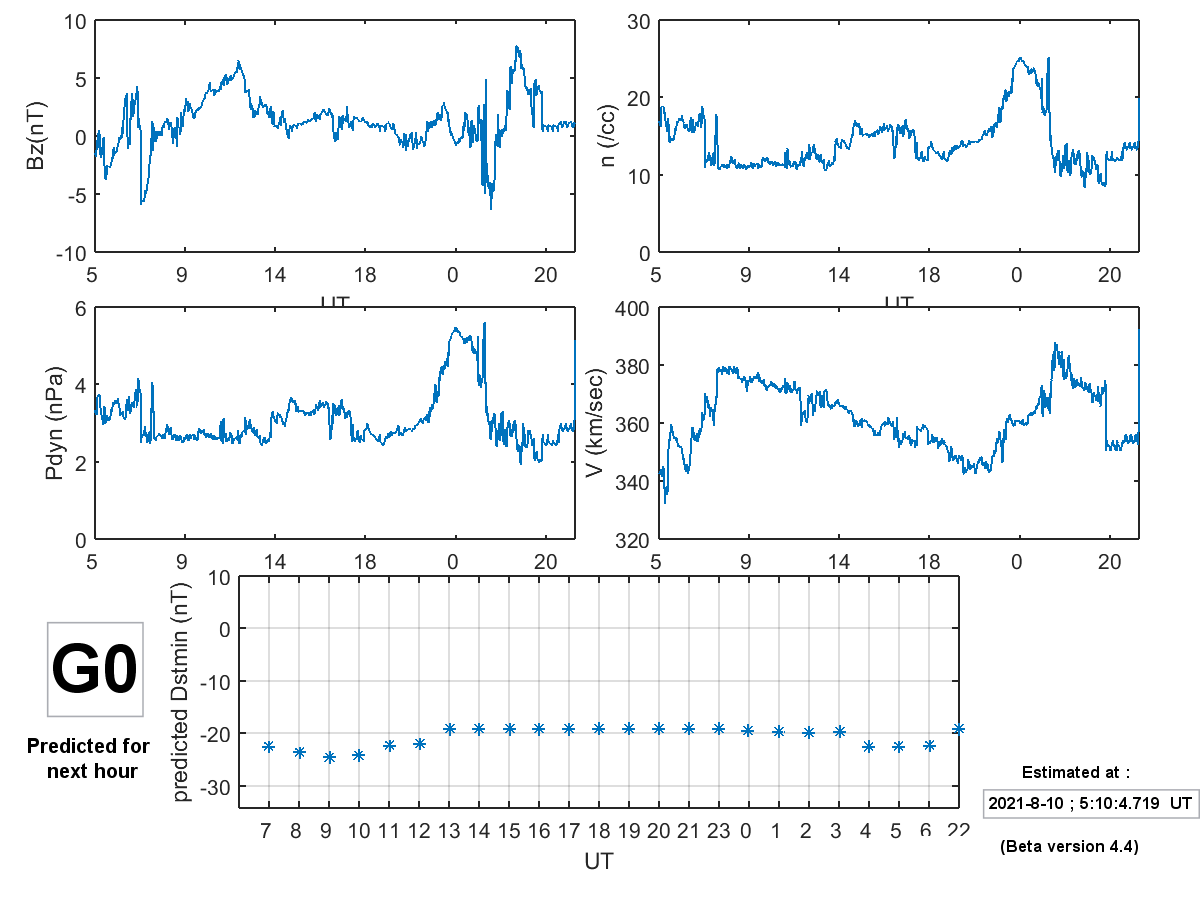 10
5
0
-5
-10
Bz(nT)
5 9 14 18 0 20
UT
30
20
10
0
n (/cc)
5 9 14 18 0 20
UT
6
4
2
0
Pdyn (nPa)
5 9 14 18 0 20
400
380
360
340
320
V (km/sec)
5 9 14 18 0 20
10
0
-10
-20
-30
predicted Dstmin (nT)
7 8 9 10 11 12 13 14 15 16 17 18 19 20 21 23 0 1 2 3 4 5 6 22
UT
G0
Predicted for
next hour
Estimated at :
2021-8-10 ; 5:10:4.719 UT
(Beta version 4.4)